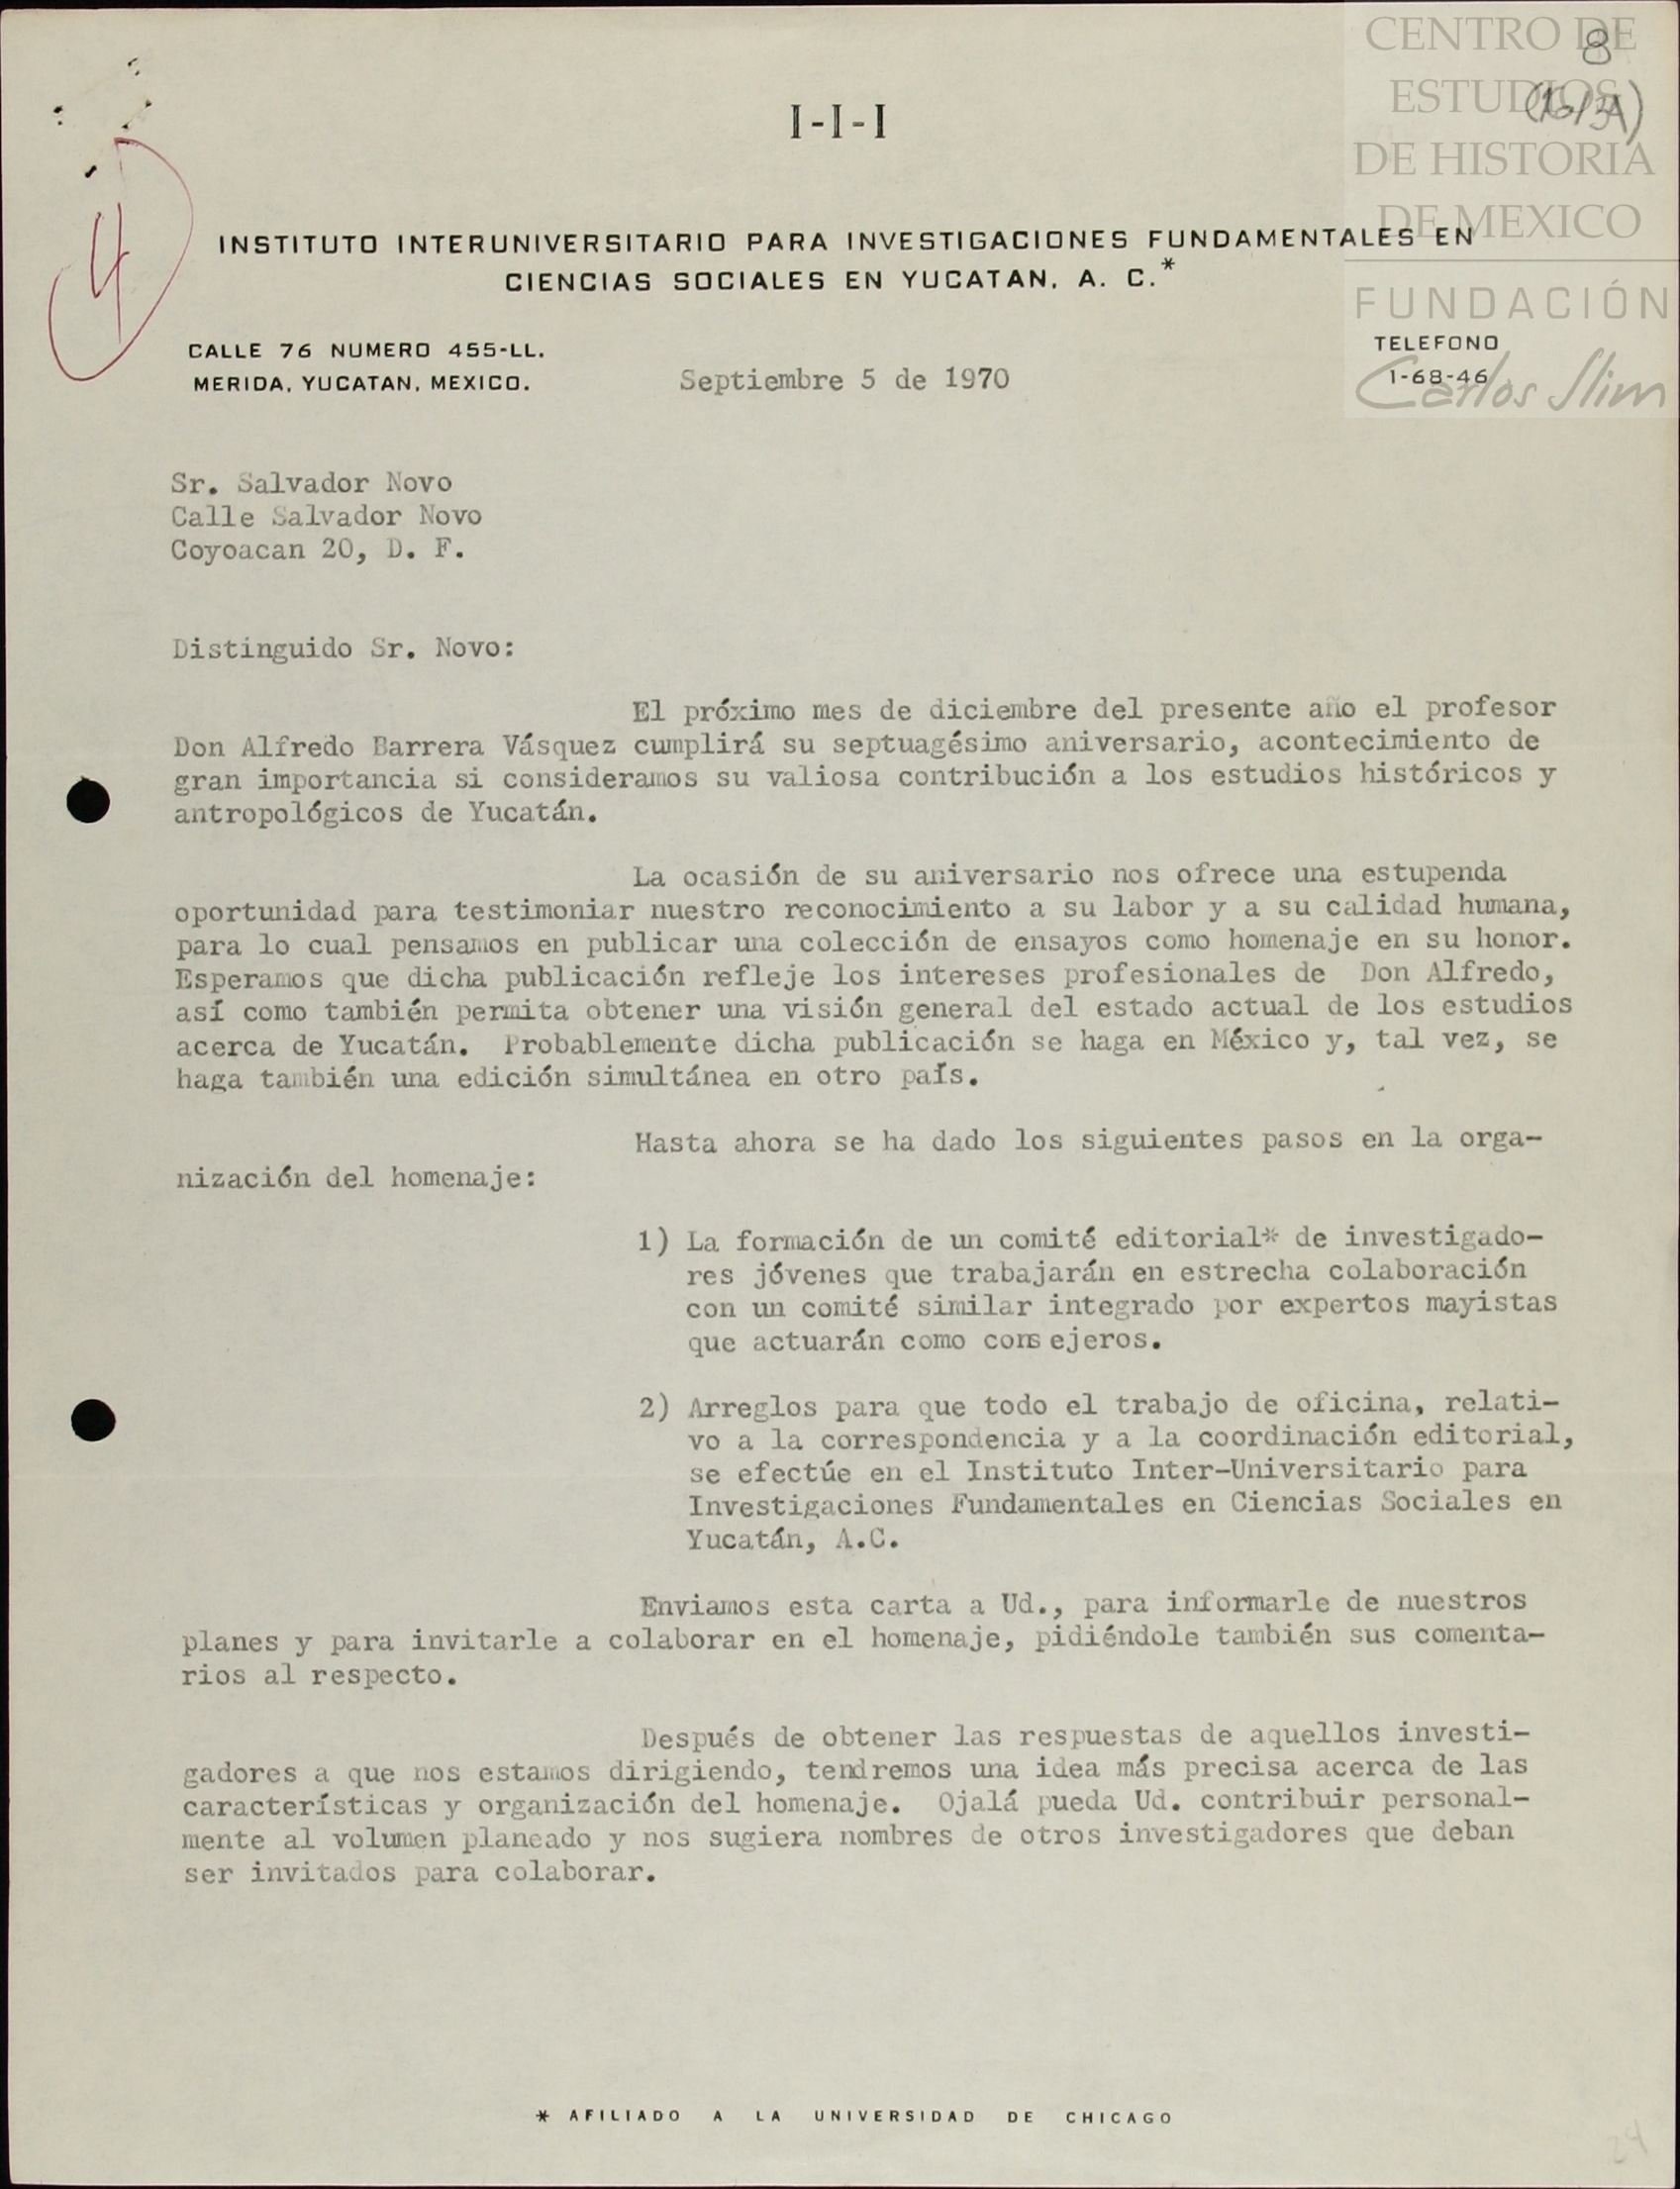 CENTRO DE
ESTUDIOS
DE HISTORIA
DE MEXICO
FUNDACIÓN
Carlos Slim
8
4
I-I-I
INSTITUTO INTERUNIVERSITARIO PARA INVESTIGACIONES FUNDAMENTALES EN
CIENCIAS SOCIALES EN YUCATAN, A. C.*
CALLE 76 NUMERO 455-LL.
MERIDA, YUCATAN, MEXICO.
Septiembre 5 de 1970
TELEFONO
1-68-46
Sr. Salvador Novo
Calle Salvador Novo
Coyoacan 20, D. F.
Distinguido Sr. Novo:
El próximo mes de diciembre del presente año el profesor
Don Alfredo Barrera Vásquez cumplirá su septuagésimo aniversario, acontecimiento de
gran importancia si consideramos su valiosa contribución a los estudios históricos y
antropológicos de Yucatán.
La ocasión de su aniversario nos ofrece una estupenda
oportunidad para testimoniar nuestro reconocimiento a su labor y a su calidad humana,
para lo cual pensamos en publicar una colección de ensayos como homenaje en su honor.
Esperamos que dicha publicación refleje los intereses profesionales de Don Alfredo,
así como también permita obtener una visión general del estado actual de los estudios
acerca de Yucatán. Probablemente dicha publicación se haga en México y, tal vez, se
haga también una edición simultánea en otro país.
Hasta ahora se ha dado los siguientes pasos en la orga-
nización del homenaje:
1) La formación de un comité editorial* de investigado-
res jóvenes que trabajarán en estrecha colaboración
con un comité similar integrado por expertos mayistas
que actuarán como consejeros.
2) Arreglos para que todo el trabajo de oficina, relati-
vo a la correspondencia y a la coordinación editorial,
se efectúe en el Instituto Inter-Universitario para
Investigaciones Fundamentales en Ciencias Sociales en
Yucatán, A.C.
Enviamos esta carta a Ud., para informarle de nuestros
planes y para invitarle a colaborar en el homenaje, pidiéndole también sus comenta-
rios al respecto.
Después de obtener las respuestas de aquellos investi-
gadores a que nos estamos dirigiendo, tendremos una idea más precisa acerca de las
características y organización del homenaje. Ojalá pueda Ud. contribuir personal-
mente al volumen planeado y nos sugiera nombres de otros investigadores que deban
ser invitados para colaborar.
* AFILIADO A LA UNIVERSIDAD DE CHICAGO
24